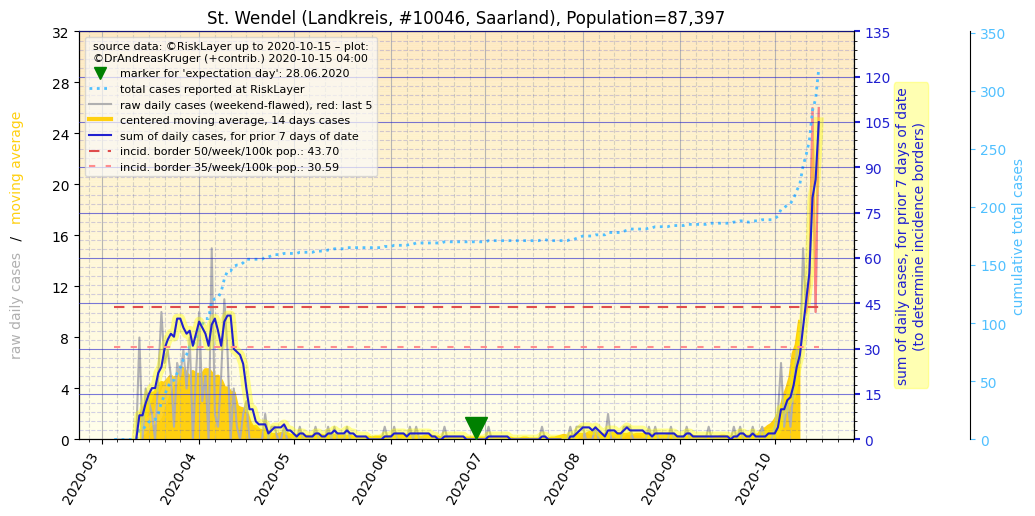 St. Wendel (Landkreis, #10046, Saarland), Population=87,397
source data: ©RiskLayer up to 2020-10-15 – plot:
©DrAndreasKruger (+contrib.) 2020-10-15 04:00
marker for 'expectation day': 28.06.2020
total cases reported at RiskLayer
raw daily cases (weekend-flawed), red: last 5
centered moving average, 14 days cases
sum of daily cases, for prior 7 days of date
incid. border 50/week/100k pop.: 43.70
incid. border 35/week/100k pop.: 30.59
raw daily cases / moving average
32
28
24
20
16
12
8
4
0
135
120
105
90
75
60
45
30
15
0
sum of daily cases, for prior 7 days of date
(to determine incidence borders)
350
300
250
200
150
100
50
0
cumulative total cases
2020-03
2020-04
2020-05
2020-06
2020-07
2020-08
2020-09
2020-10